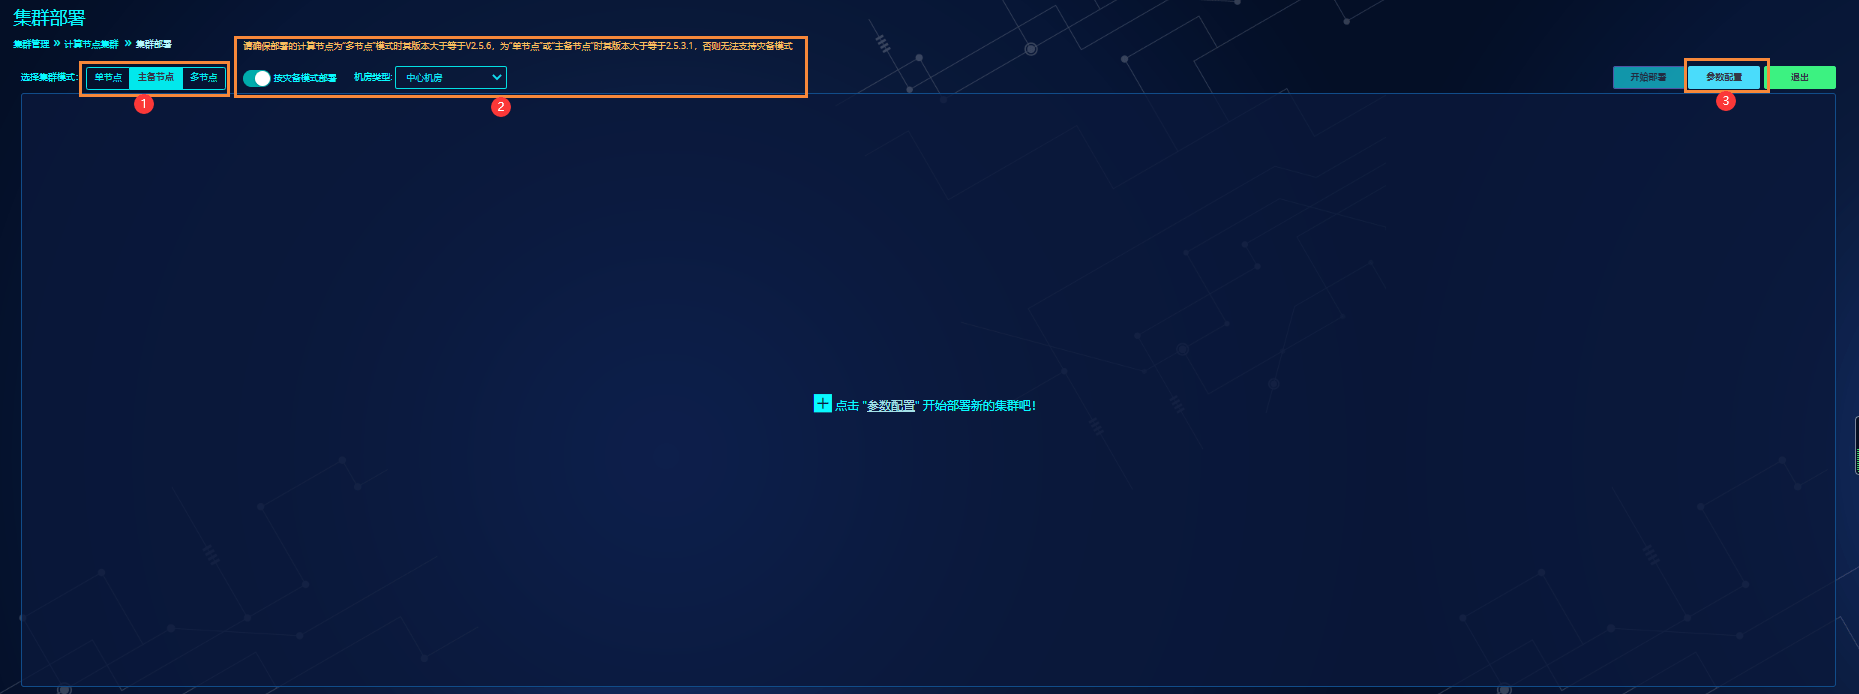 集群部署
集群管理 » 计算节点集群 » 集群部署
请确保部署的计算节点为"多节点"模式时其版本大于等于V2.5.6，为"单节点"或"主备节点"时其版本大于等于2.5.3.1，否则无法支持灾备模式
选择集群模式： 单节点 主备节点 多节点 按灾备模式部署 机房类型: 中心机房 开始部署 参数配置 退出
1 2 3
点击 "参数配置" 开始部署新的集群吧！